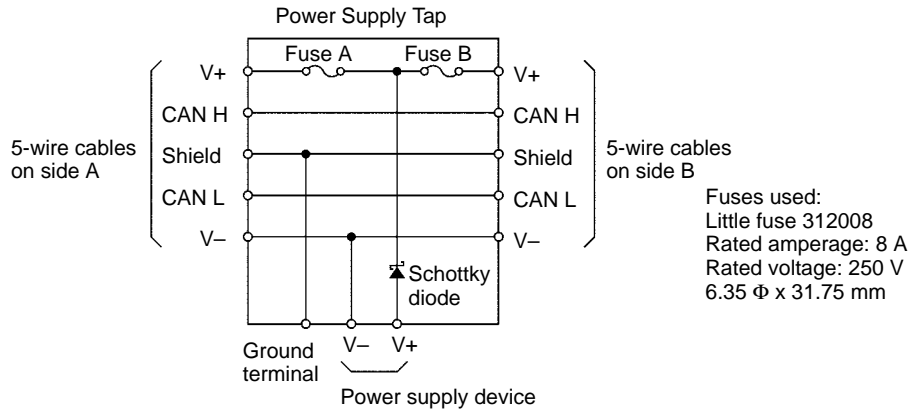 Power Supply Tap
Fuse A
Fuse B
V+
V+
CAN H
CAN H
5-wire cables
on side A
Shield
Shield
5-wire cables
on side B
CAN L
CAN L
V–
V–
Fuses used:
Little fuse 312008
Rated amperage: 8 A
Rated voltage: 250 V
6.35 Φ x 31.75 mm
Schottky
diode
Ground
terminal
V–
V+
Power supply device